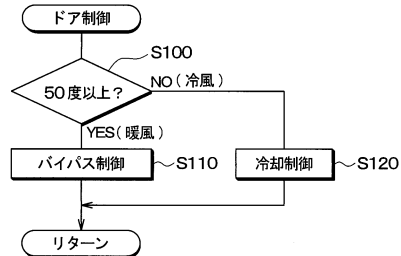 ドア制御
S100
50度以上?
NO(冷風)
YES(暖風)
バイパス制御
S110
冷却制御
S120
リターン